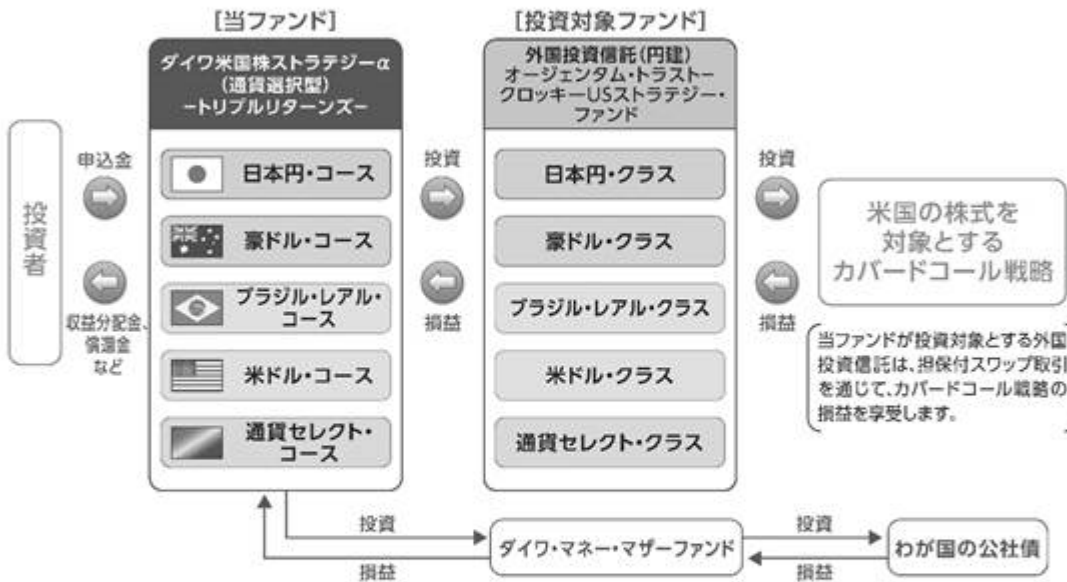 [当ファンド]
[投資対象ファンド]
ダイワ米国株ストラテジーα
(通貨選択型)
ートリプルリターンズー
外国投資信託(円建)
オージェンタム・トラストー
クロッキーUSストラテジー・
ファンド
投資者
申込金
収益分配金、
償還金
など
日本円・コース
豪ドル・コース
ブラジル・レアル・
コース
米ドル・コース
通貨セレクト・
コース
投資
損益
日本円・クラス
豪ドル・クラス
ブラジル・レアル・クラス
米ドル・クラス
通貨セレクト・クラス
投資
損益
米国の株式を
対象とする
カバードコール戦略
当ファンドが投資対象とする外国
投資信託は、担保付スワップ取引
を通じて、カバードコール戦略の
損益を享受します。
投資
損益
ダイワ・マネー・マザーファンド
投資
損益
わが国の公社債